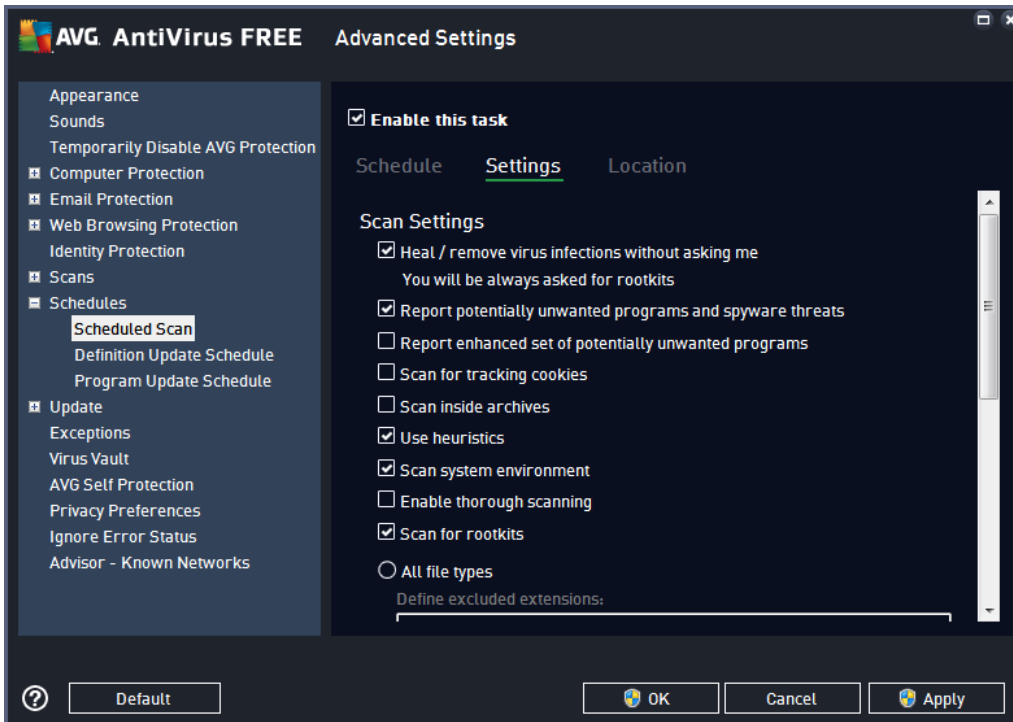 AVG. AntiVirus FREE Advanced Settings
Appearance
Sounds
Temporarily Disable AVG Protection
Computer Protection
Email Protection
Web Browsing Protection
Identity Protection
Scans
Schedules
Scheduled Scan
Definition Update Schedule
Program Update Schedule
Update
Exceptions
Virus Vault
AVG Self Protection
Privacy Preferences
Ignore Error Status
Advisor - Known Networks
Enable this task
Schedule Settings Location
Scan Settings
Heal / remove virus infections without asking me
You will be always asked for rootkits
Report potentially unwanted programs and spyware threats
Report enhanced set of potentially unwanted programs
Scan for tracking cookies
Scan inside archives
Use heuristics
Scan system environment
Enable thorough scanning
Scan for rootkits
All file types
Define excluded extensions:
? Default OK Cancel Apply